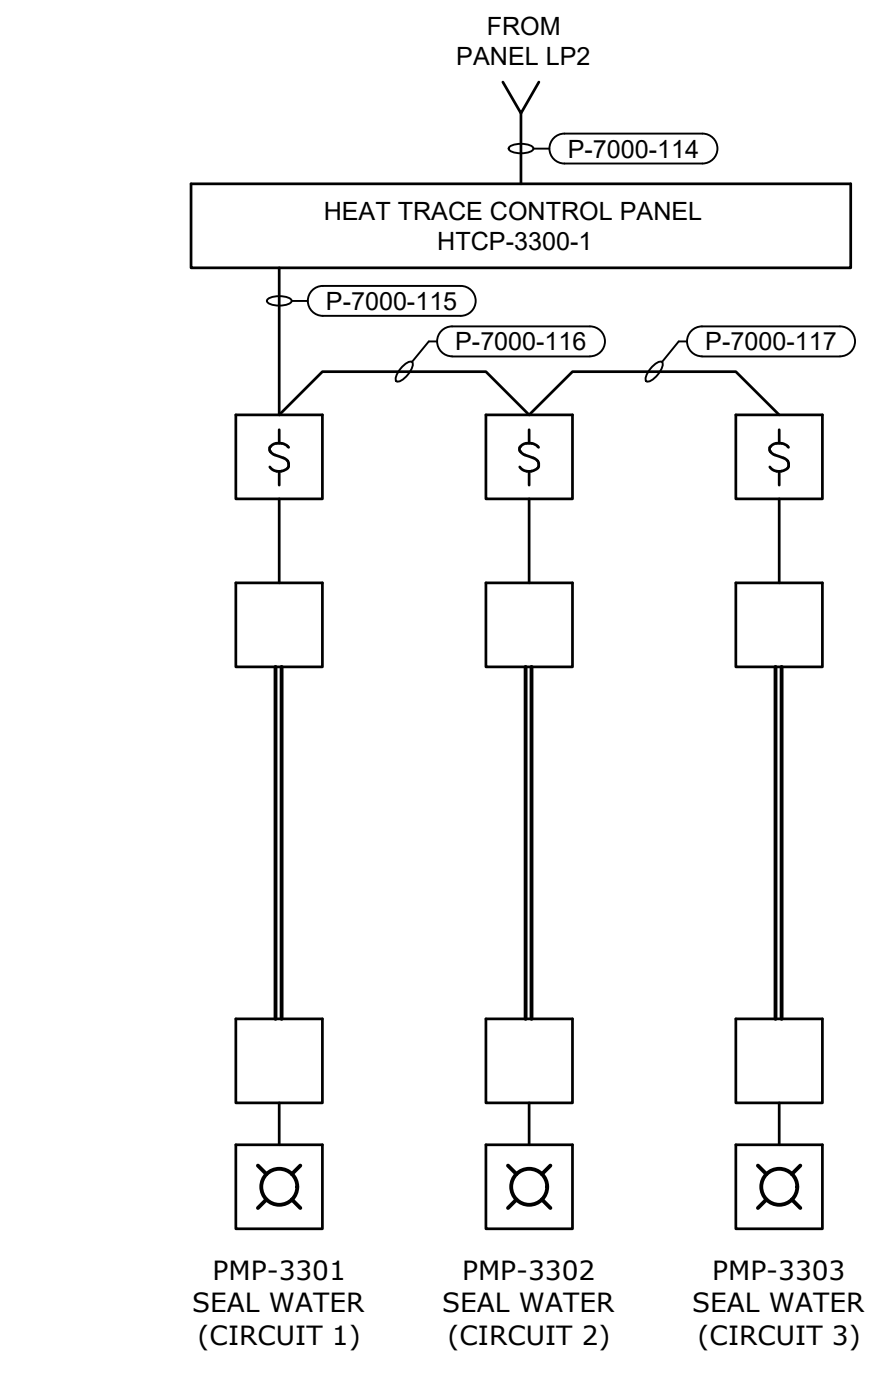 FROM
PANEL LP2
P-7000-114
HEAT TRACE CONTROL PANEL
HTCP-3300-1
P-7000-115
P-7000-116
P-7000-117
$
$
$
PMP-3301
SEAL WATER
(CIRCUIT 1)
PMP-3302
SEAL WATER
(CIRCUIT 2)
PMP-3303
SEAL WATER
(CIRCUIT 3)